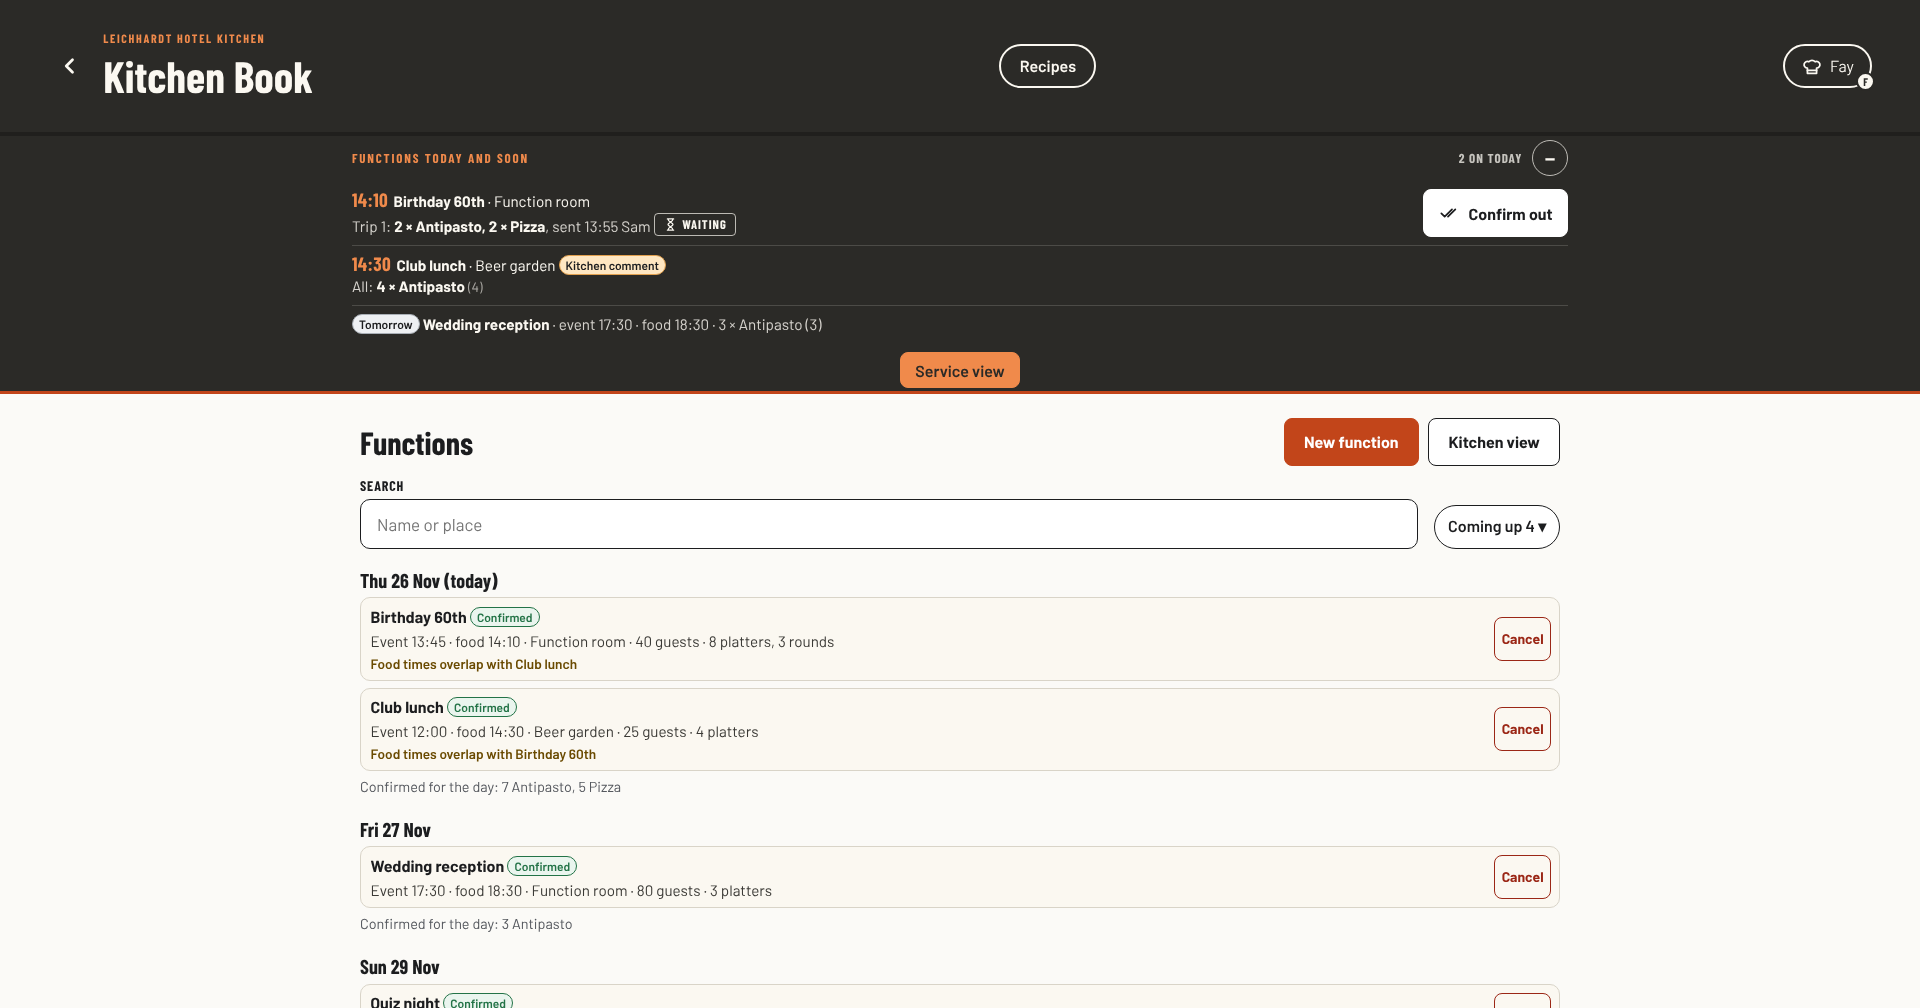 LEICHHARDT HOTEL KITCHEN
Kitchen Book
Recipes
Fay
F
FUNCTIONS TODAY AND SOON
2 ON TODAY
–
14:10 Birthday 60th · Function room
Trip 1: 2 × Antipasto, 2 × Pizza, sent 13:55 Sam WAITING
Confirm out
14:30 Club lunch · Beer garden Kitchen comment
All: 4 × Antipasto (4)
Tomorrow Wedding reception · event 17:30 · food 18:30 · 3 × Antipasto (3)
Service view
Functions
New function
Kitchen view
SEARCH
Name or place
Coming up 4 ▾
Thu 26 Nov (today)
Birthday 60th Confirmed
Event 13:45 · food 14:10 · Function room · 40 guests · 8 platters, 3 rounds
Food times overlap with Club lunch
Cancel
Club lunch Confirmed
Event 12:00 · food 14:30 · Beer garden · 25 guests · 4 platters
Food times overlap with Birthday 60th
Cancel
Confirmed for the day: 7 Antipasto, 5 Pizza
Fri 27 Nov
Wedding reception Confirmed
Event 17:30 · food 18:30 · Function room · 80 guests · 3 platters
Cancel
Confirmed for the day: 3 Antipasto
Sun 29 Nov
Quiz night Confirmed